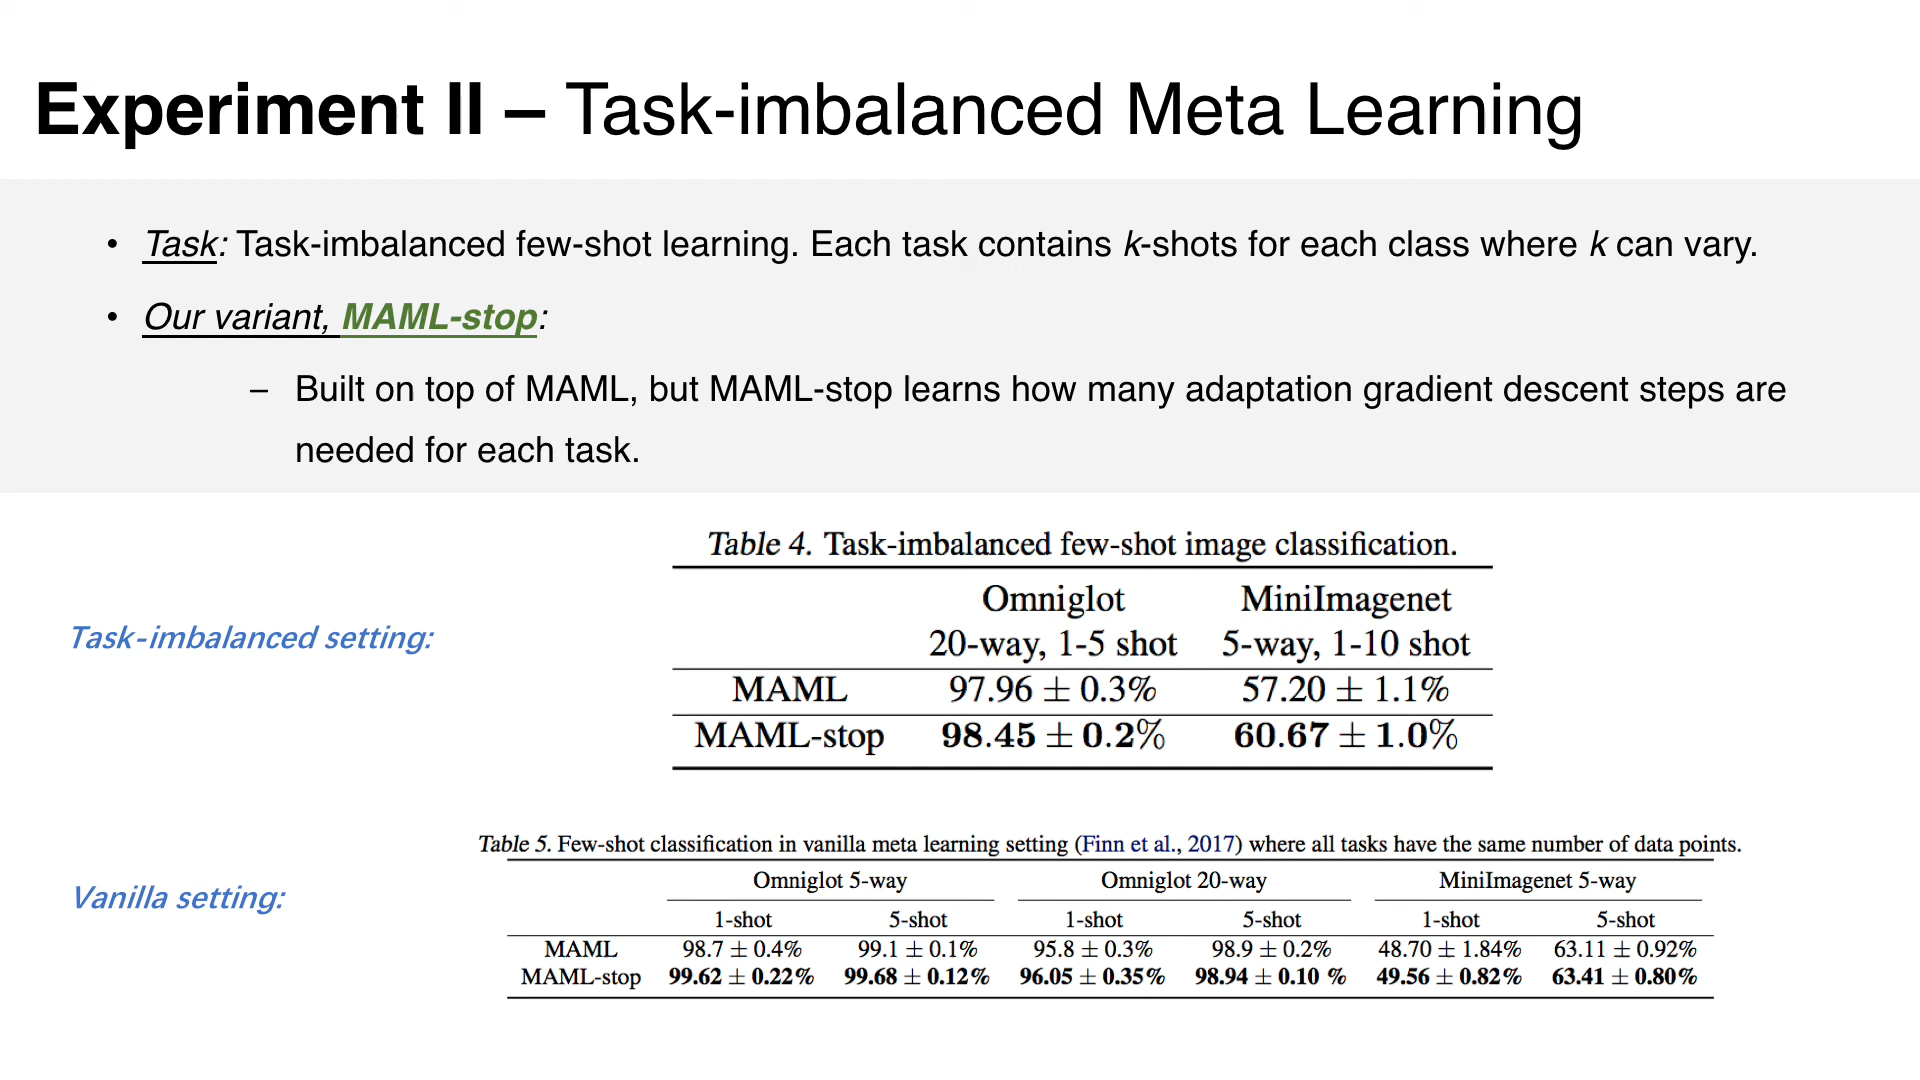 Experiment II – Task-imbalanced Meta Learning
• Task: Task-imbalanced few-shot learning. Each task contains k-shots for each class where k can vary.
• Our variant, MAML-stop:
– Built on top of MAML, but MAML-stop learns how many adaptation gradient descent steps are
needed for each task.
Task-imbalanced setting:
Table 4. Task-imbalanced few-shot image classification.
Omniglot MiniImagenet
20-way, 1-5 shot 5-way, 1-10 shot
MAML 97.96 ± 0.3% 57.20 ± 1.1%
MAML-stop 98.45 ± 0.2% 60.67 ± 1.0%
Vanilla setting:
Table 5. Few-shot classification in vanilla meta learning setting (Finn et al., 2017) where all tasks have the same number of data points.
Omniglot 5-way Omniglot 20-way MiniImagenet 5-way
1-shot 5-shot 1-shot 5-shot 1-shot 5-shot
MAML 98.7 ± 0.4% 99.1 ± 0.1% 95.8 ± 0.3% 98.9 ± 0.2% 48.70 ± 1.84% 63.11 ± 0.92%
MAML-stop 99.62 ± 0.22% 99.68 ± 0.12% 96.05 ± 0.35% 98.94 ± 0.10 % 49.56 ± 0.82% 63.41 ± 0.80%